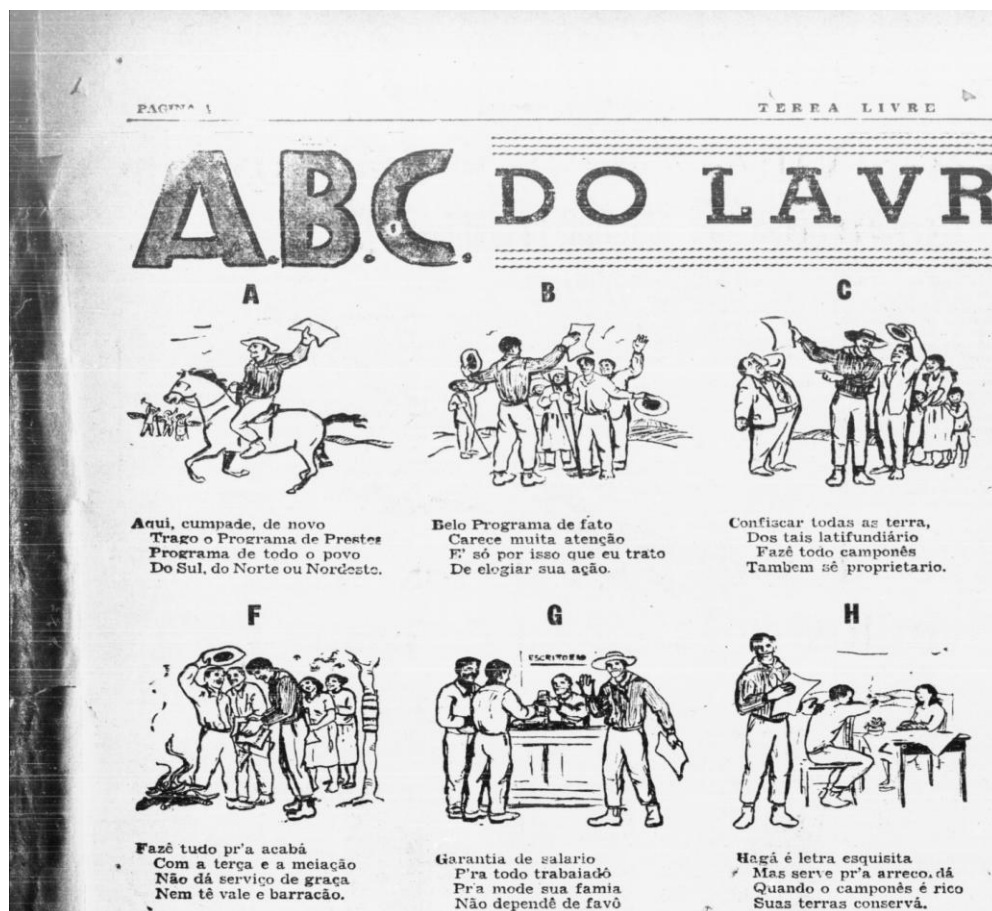 PAGINA
TERRA LIVRE
A.B.C. DO LAVR
A
B
C
Aqui, cumpade, de novo
Trago o Programa de Prestes
Programa de todo o povo
Do Sul, do Norte ou Nordeste.
Belo Programa de fato
Carece muita atenção
E' só por isso que eu trato
De elogiar sua ação.
Confiscar todas as terra,
Dos tais latifundiário
Fazê todo camponês
Tambem sê proprietario.
F
G
H
ESCRITORIO
Fazê tudo pr'a acabá
Com a terça e a meiação
Não dá serviço de graça
Nem tê vale e barracão.
Garantia de salario
P'ra todo trabaiadô
Pra mode sua famia
Não dependê de favô
Hagá é letra esquisita
Mas serve pr'a arreco.dá
Quando o camponês é rico
Suas terras conservá.